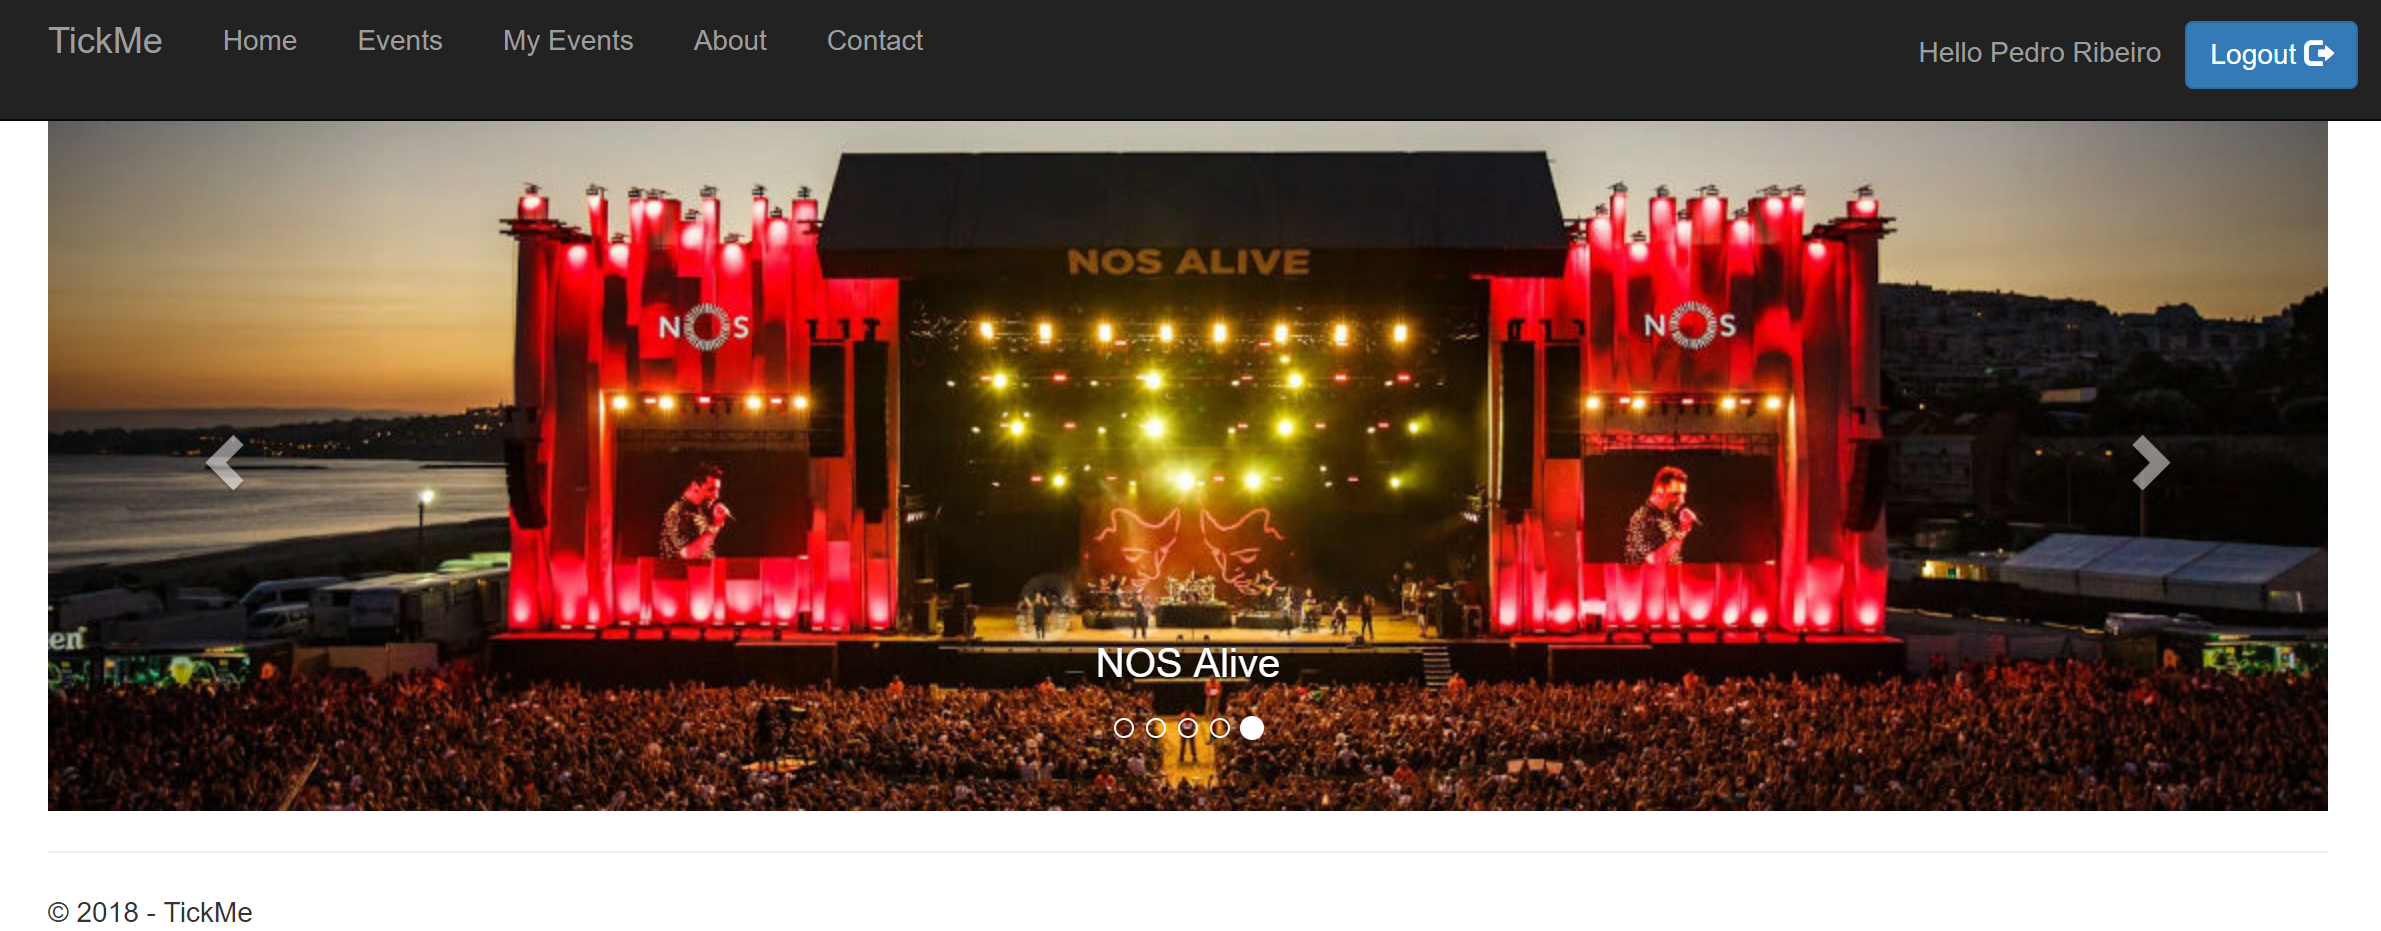 TickMe Home Events My Events About Contact Hello Pedro Ribeiro Logout
NOS ALIVE
NOS NOS
en
NOS Alive
© 2018 - TickMe